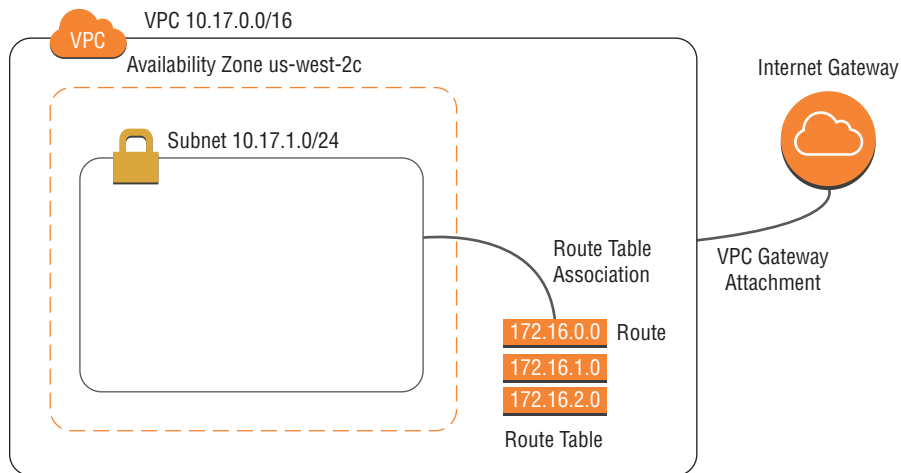 VPC 10.17.0.0/16
VPC
Availability Zone us-west-2c
Internet Gateway
Subnet 10.17.1.0/24
Route Table
Association
VPC Gateway
Attachment
172.16.0.0
Route
172.16.1.0
172.16.2.0
Route Table